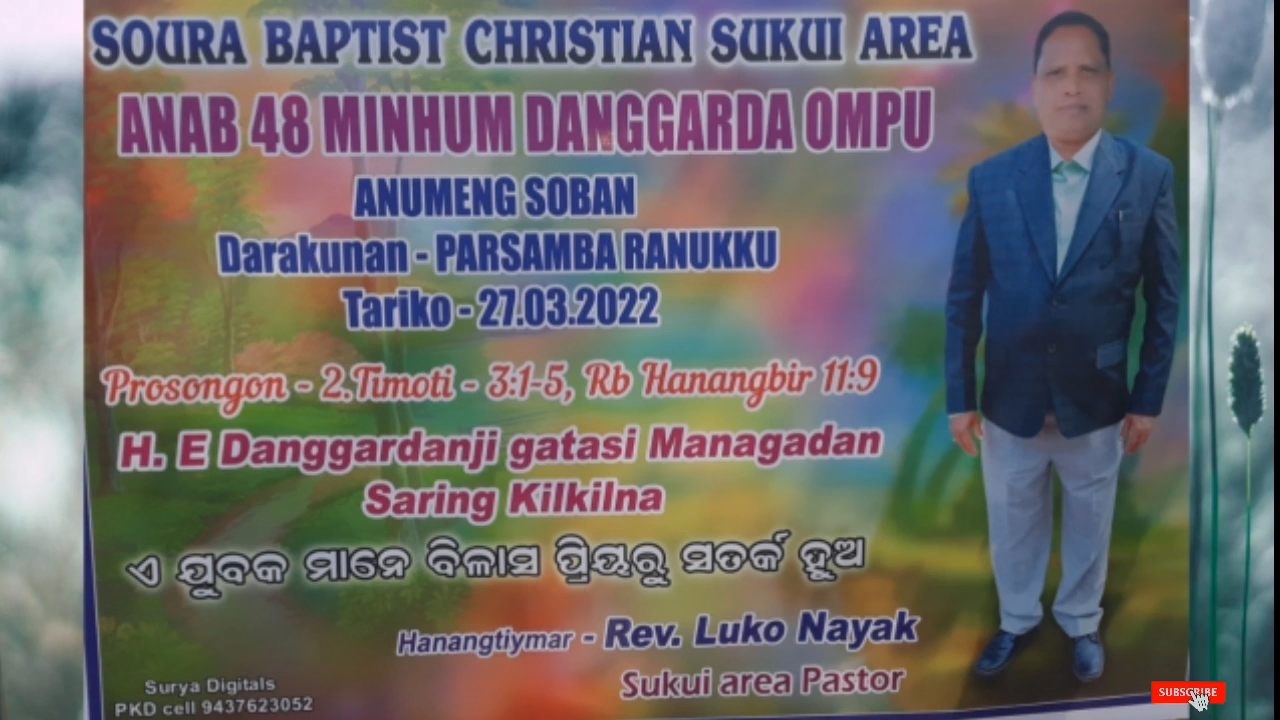 SOURA BAPTIST CHRISTIAN SUKUI AREA
ANAB 48 MINHUM DANGGARDA OMPU
ANUMENG SOBAN
Darakunan - PARSAMBA RANUKKU
Tariko - 27.03.2022
Prosongon - 2.Timoti - 3:1-5, Rb Hanangbir 11:9
H. E Danggardanji gatasi Managadan
Saring Kilkilna
ଏ ଯୁବକ ମାନେ ବିଳାସ ପ୍ରିୟରୁ ସତର୍କ ହୁଅ
Hanangtiymar - Rev. Luko Nayak
Sukui area Pastor
Surya Digitals
PKD cell 9437623052
SUBSCRIBE